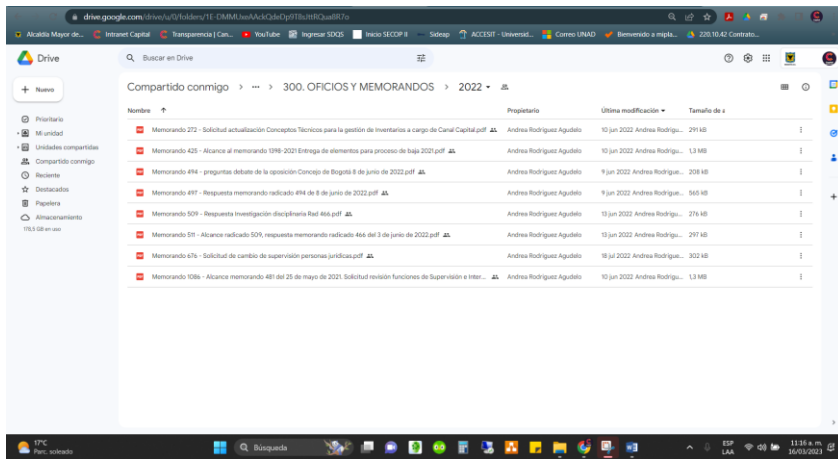 drive.google.com/drive/u/0/folders/1E-DMMUxeAAckQdeDp9T8sJttRQua8R7o
Alcaldía Mayor de... Intranet Capital Transparencia | Can... YouTube Ingresar SDQS Inicio SECOP II Sideap ACCESIT - Universid... Correo UNAD Bienvenido a mipla... 220.10.42 Contrato...
Drive
Buscar en Drive
Nuevo
Compartido conmigo > ... > 300. OFICIOS Y MEMORANDOS > 2022
Nombre Propietario Última modificación Tamaño de a
Prioritario
Mi unidad
Unidades compartidas
Compartido conmigo
Reciente
Destacados
Papelera
Almacenamiento
178,5 GB en uso
Memorando 272 - Solicitud actualización Conceptos Técnicos para la gestión de Inventarios a cargo de Canal Capital.pdf Andrea Rodríguez Agudelo 10 jun 2022 Andrea Rodrígu... 291 kB
Memorando 425 - Alcance al memorando 1398-2021 Entrega de elementos para proceso de baja 2021.pdf Andrea Rodríguez Agudelo 10 jun 2022 Andrea Rodrígu... 1,3 MB
Memorando 494 - preguntas debate de la oposición Concejo de Bogotá 8 de junio de 2022.pdf Andrea Rodríguez Agudelo 9 jun 2022 Andrea Rodrígue... 208 kB
Memorando 497 - Respuesta memorando radicado 494 de 8 de junio de 2022.pdf Andrea Rodríguez Agudelo 9 jun 2022 Andrea Rodrígue... 565 kB
Memorando 509 - Respuesta Investigación disciplinaria Rad 466.pdf Andrea Rodríguez Agudelo 13 jun 2022 Andrea Rodrígu... 276 kB
Memorando 511 - Alcance radicado 509, respuesta memorando radicado 466 del 3 de junio de 2022.pdf Andrea Rodríguez Agudelo 13 jun 2022 Andrea Rodrígu... 297 kB
Memorando 676 - Solicitud de cambio de supervisión personas jurídicas.pdf Andrea Rodríguez Agudelo 18 jul 2022 Andrea Rodrígue... 302 kB
Memorando 1086 - Alcance memorando 481 del 25 de mayo de 2021. Solicitud revisión funciones de Supervisión e Inter... Andrea Rodríguez Agudelo 10 jun 2022 Andrea Rodrígu... 1,3 MB
17°C
Parc. soleado
Búsqueda
ESP
LAA
11:16 a. m.
16/03/2023